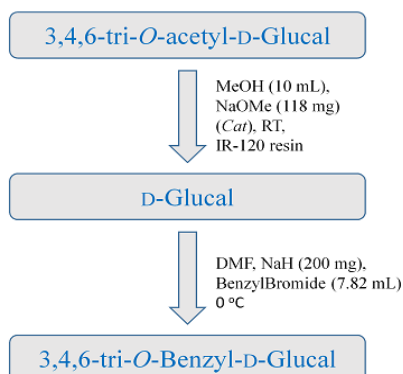 3,4,6-tri-O-acetyl-D-Glucal
MeOH (10 mL),
NaOMe (118 mg)
(Cat), RT,
IR-120 resin
D-Glucal
DMF, NaH (200 mg),
BenzylBromide (7.82 mL)
0 °C
3,4,6-tri-O-Benzyl-D-Glucal